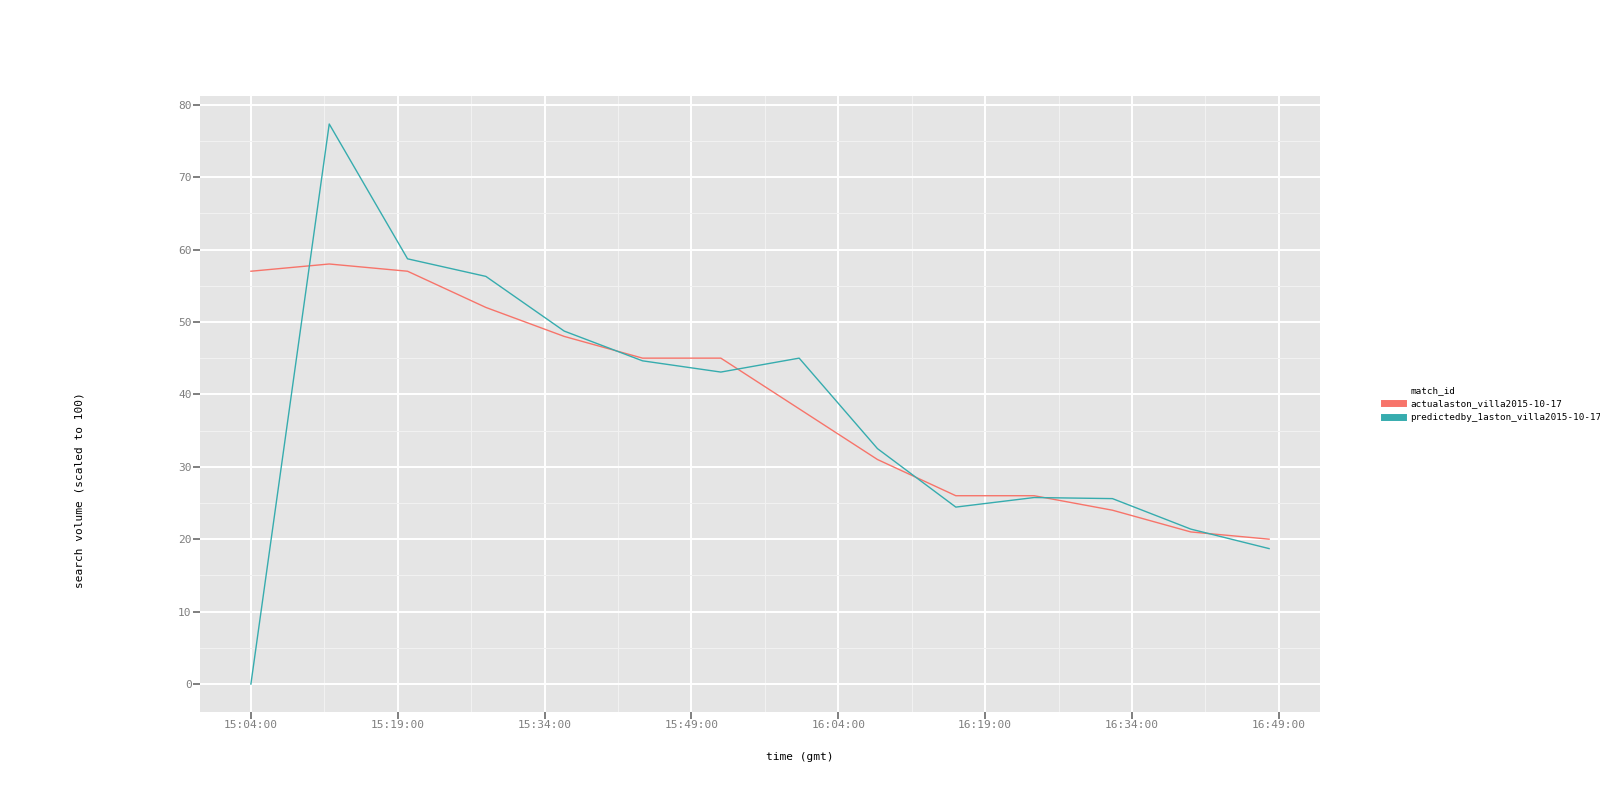 80
70
60
50
40
30
20
10
0
search volume (scaled to 100)
15:04:00 15:19:00 15:34:00 15:49:00 16:04:00 16:19:00 16:34:00 16:49:00
time (gmt)
match_id
actualaston_villa2015-10-17
predictedby_1aston_villa2015-10-17